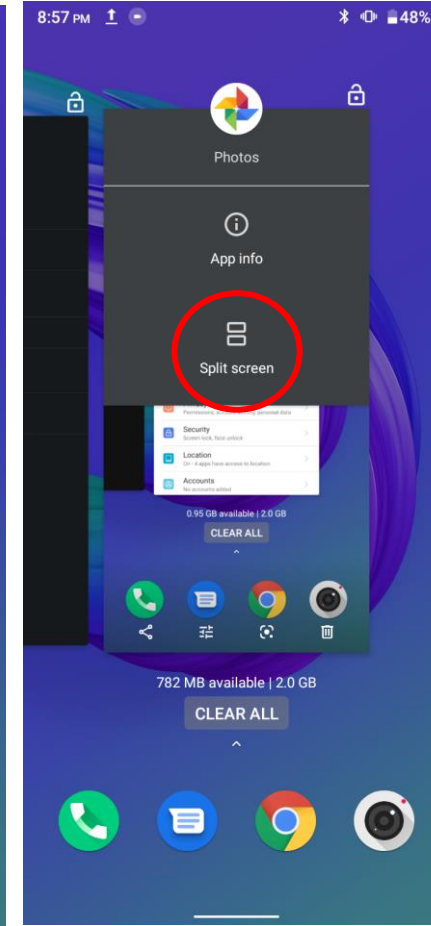 8:57 PM
48%
Photos
App info
Split screen
Security
Screen lock, Face unlock
Location
On - 4 apps have access to location
Accounts
No accounts added
0.95 GB available | 2.0 GB
CLEAR ALL
782 MB available | 2.0 GB
CLEAR ALL